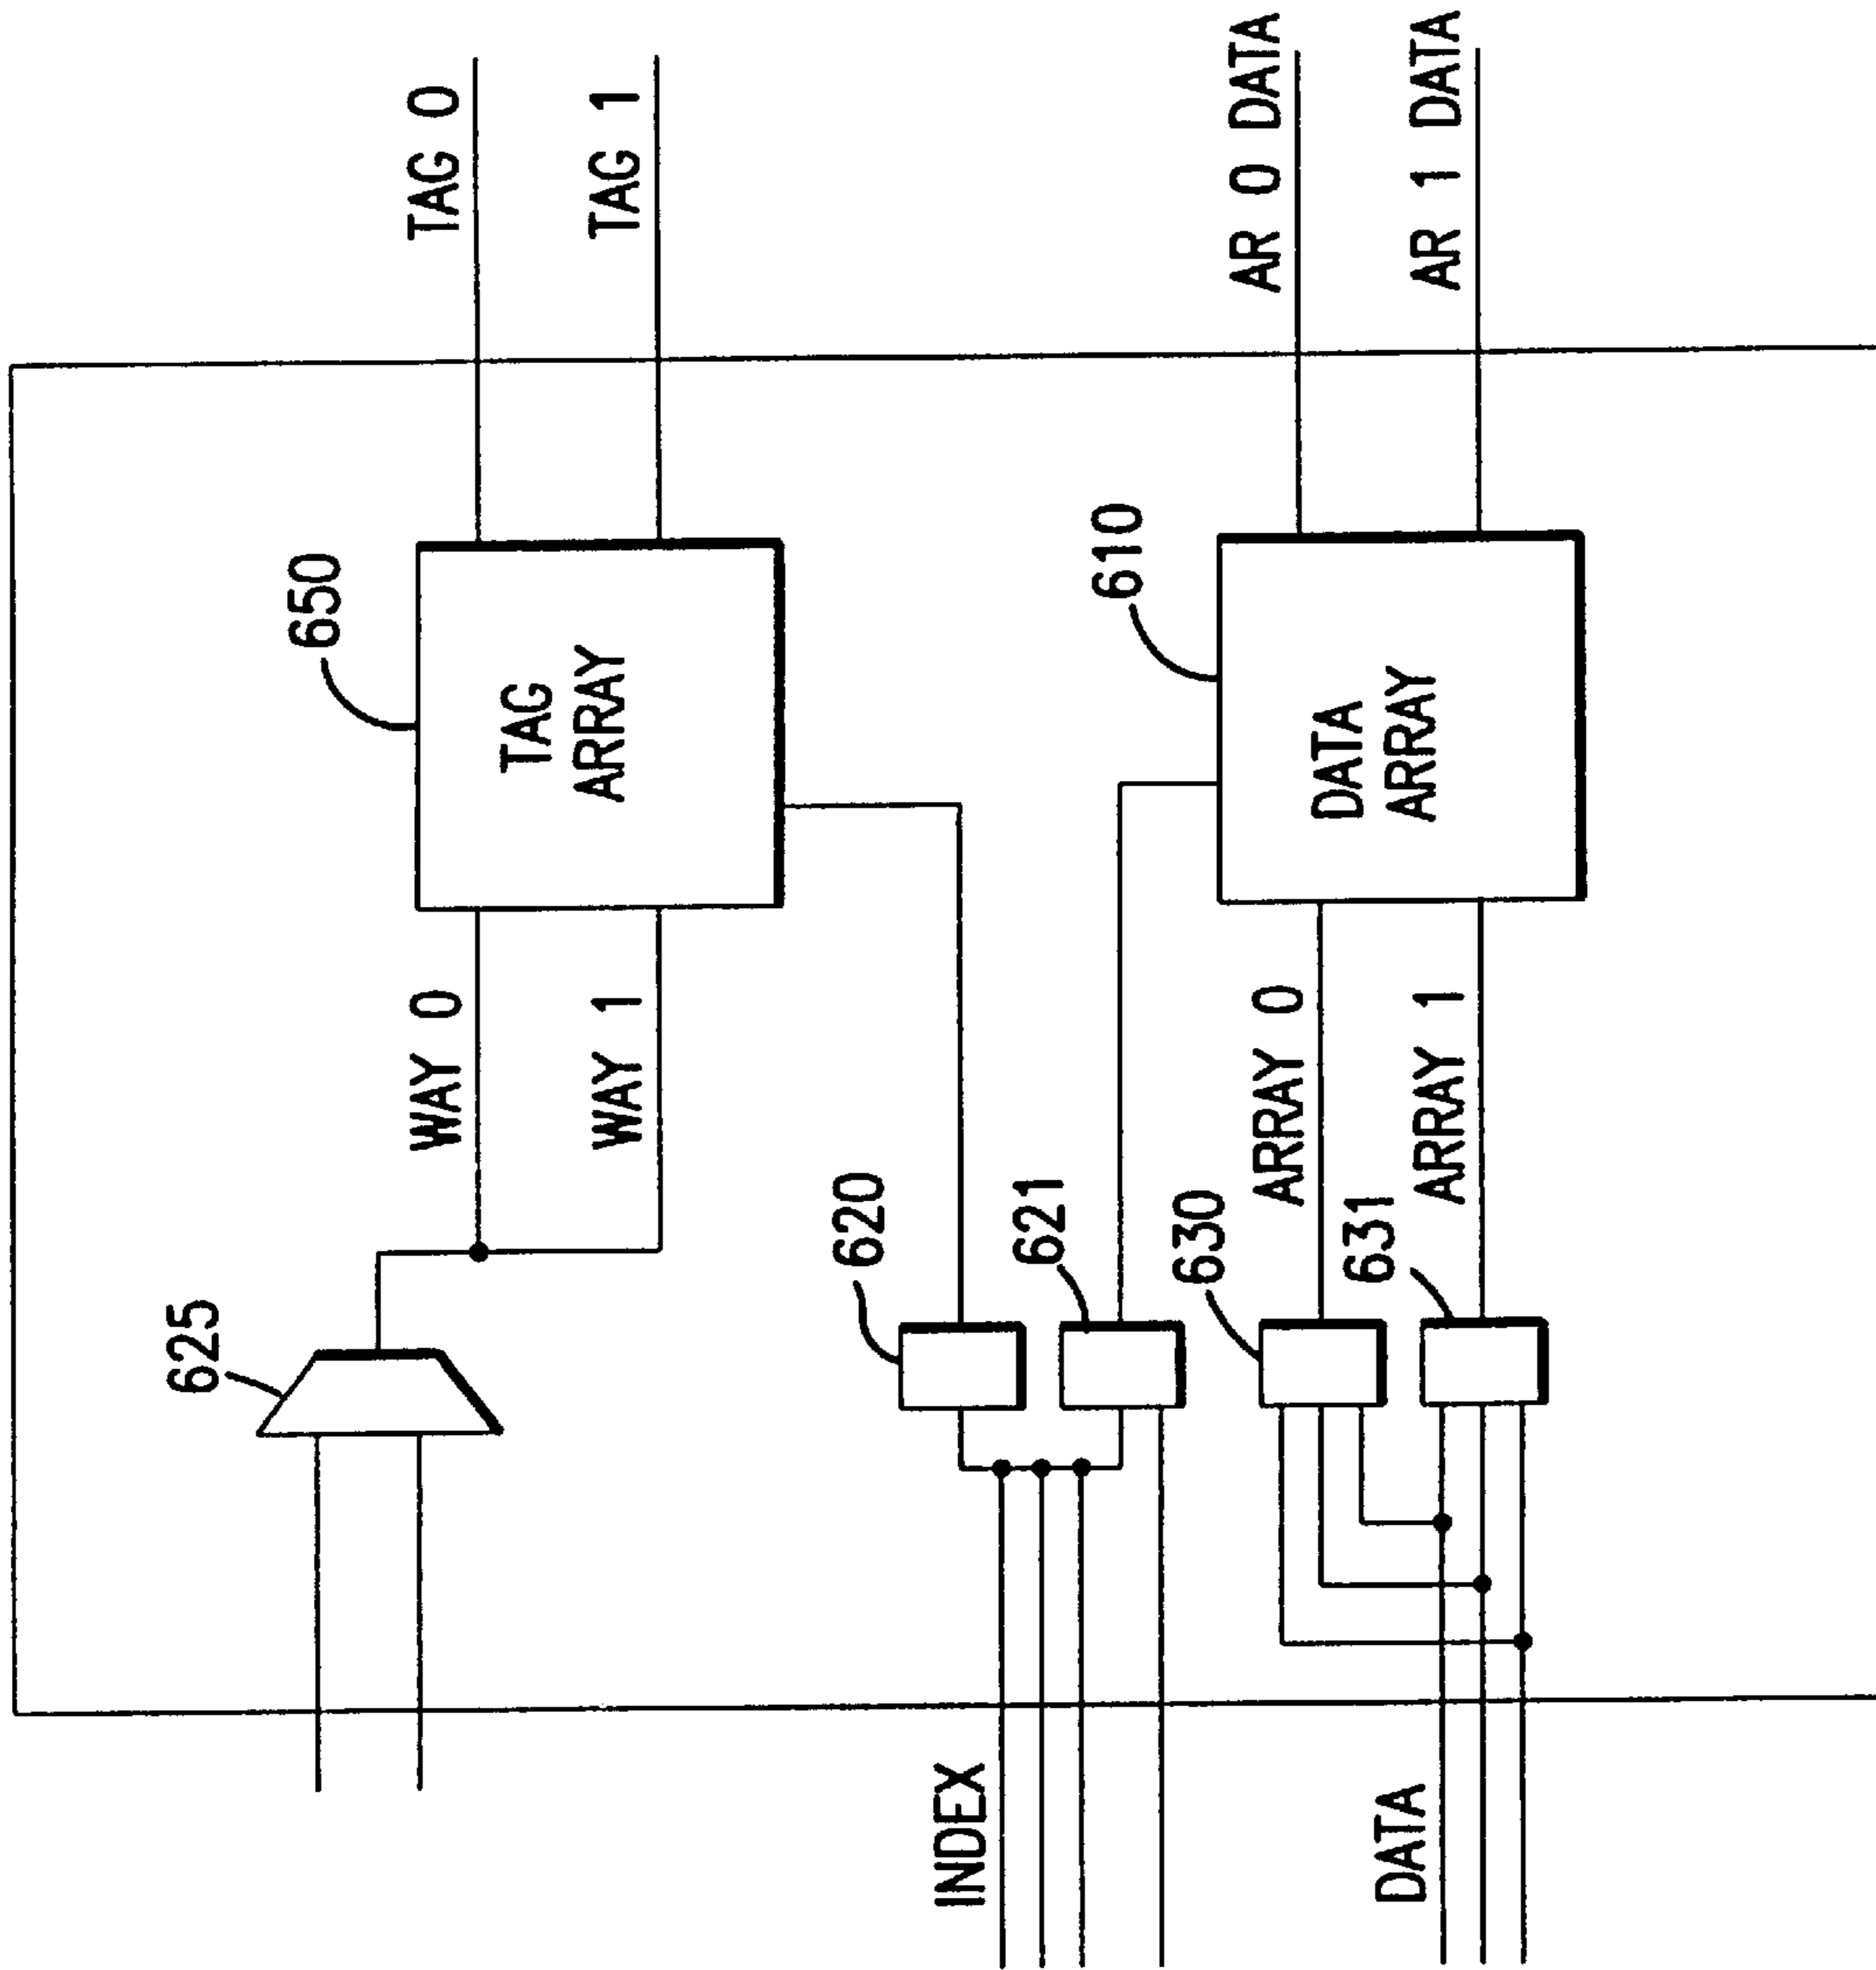 625
WAY 0
WAY 1
650
TAG
ARRAY
TAG 0
TAG 1
INDEX
620
621
DATA
630
631
ARRAY 0
ARRAY 1
610
DATA
ARRAY
AR 0 DATA
AR 1 DATA